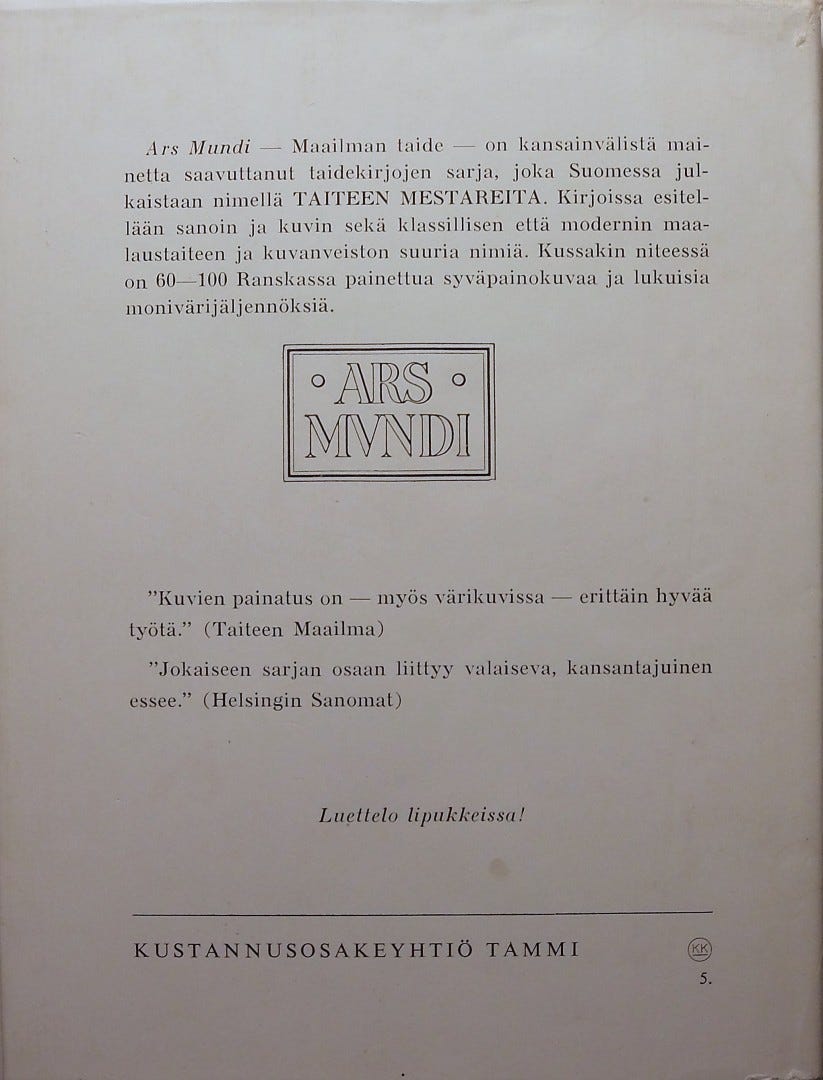 Ars Mundi — Maailman taide — on kansainvälistä mai-
netta saavuttanut taidekirjojen sarja, joka Suomessa jul-
kaistaan nimellä TAITEEN MESTAREITA. Kirjoissa esitel-
lään sanoin ja kuvin sekä klassillisen että modernin maa-
laustaiteen ja kuvanveiston suuria nimiä. Kussakin niteessä
on 60—100 Ranskassa painettua syväpainokuvaa ja lukuisia
monivärijäljennöksiä.
ARS
MVNDI
”Kuvien painatus on — myös värikuvissa — erittäin hyvää
työtä.” (Taiteen Maailma)
”Jokaiseen sarjan osaan liittyy valaiseva, kansantajuinen
essee.” (Helsingin Sanomat)
Luettelo lipukkeissa!
KUSTANNUSOSAKEYHTIÖ TAMMI KK
5.